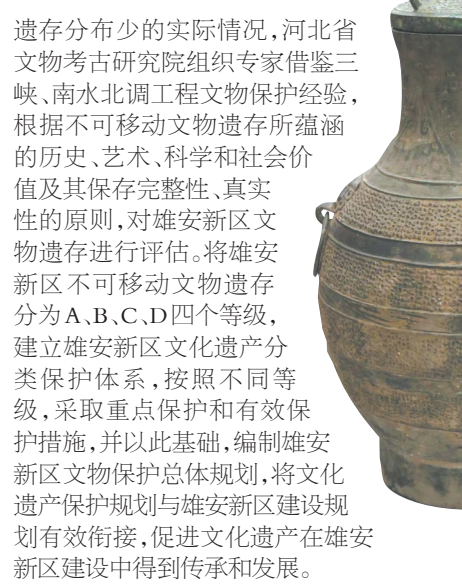 遗存分布少的实际情况,河北省
文物考古研究院组织专家借鉴三
峡、南水北调工程文物保护经验,
根据不可移动文物遗存所蕴涵
的历史、艺术、科学和社会价
值及其保存完整性、真实
性的原则,对雄安新区文
物遗存进行评估。将雄安
新区不可移动文物遗存
分为A、B、C、D四个等级,
建立雄安新区文化遗产分
类保护体系,按照不同等
级,采取重点保护和有效保
护措施,并以此基础,编制雄安
新区文物保护总体规划,将文化
遗产保护规划与雄安新区建设规
划有效衔接,促进文化遗产在雄安
新区建设中得到传承和发展。